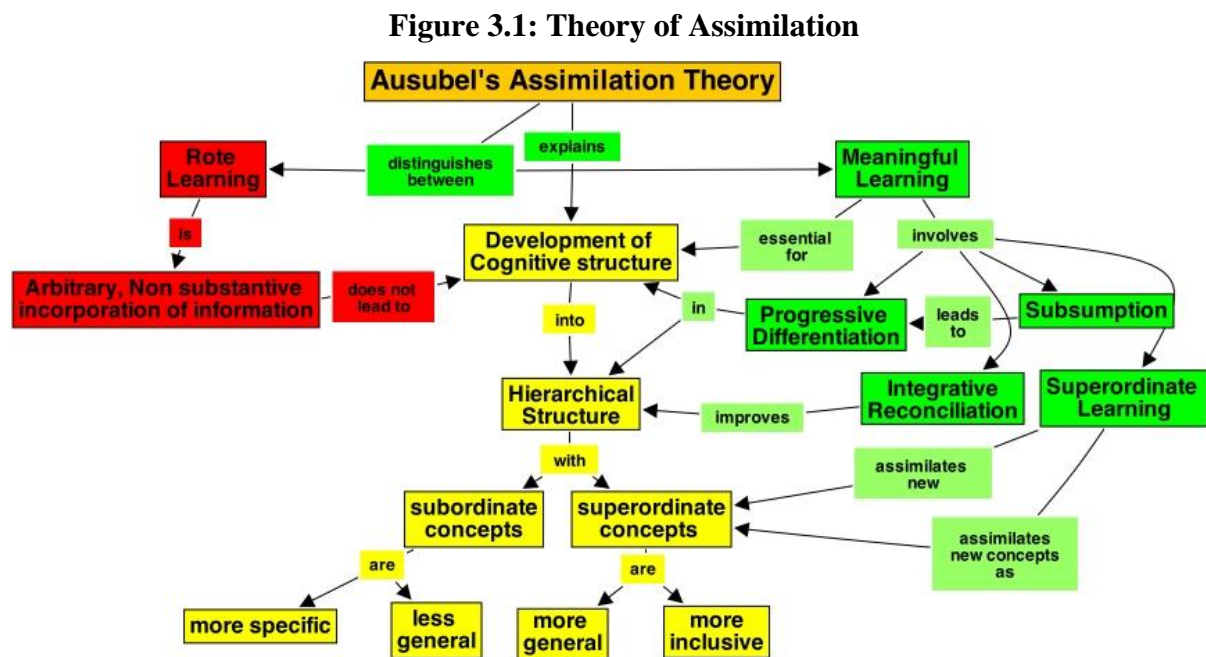 Figure 3.1: Theory of Assimilation
Ausubel's Assimilation Theory
distinguishes
between
explains
Rote
Learning
Meaningful
Learning
is
Arbitrary, Non substantive
incorporation of information
does not
lead to
Development of
Cognitive structure
essential
for
involves
into
in
Progressive
Differentiation
leads
to
Subsumption
Hierarchical
Structure
improves
Integrative
Reconciliation
Superordinate
Learning
with
assimilates
new
subordinate
concepts
superordinate
concepts
assimilates
new concepts
as
are
are
more specific
less
general
more
general
more
inclusive